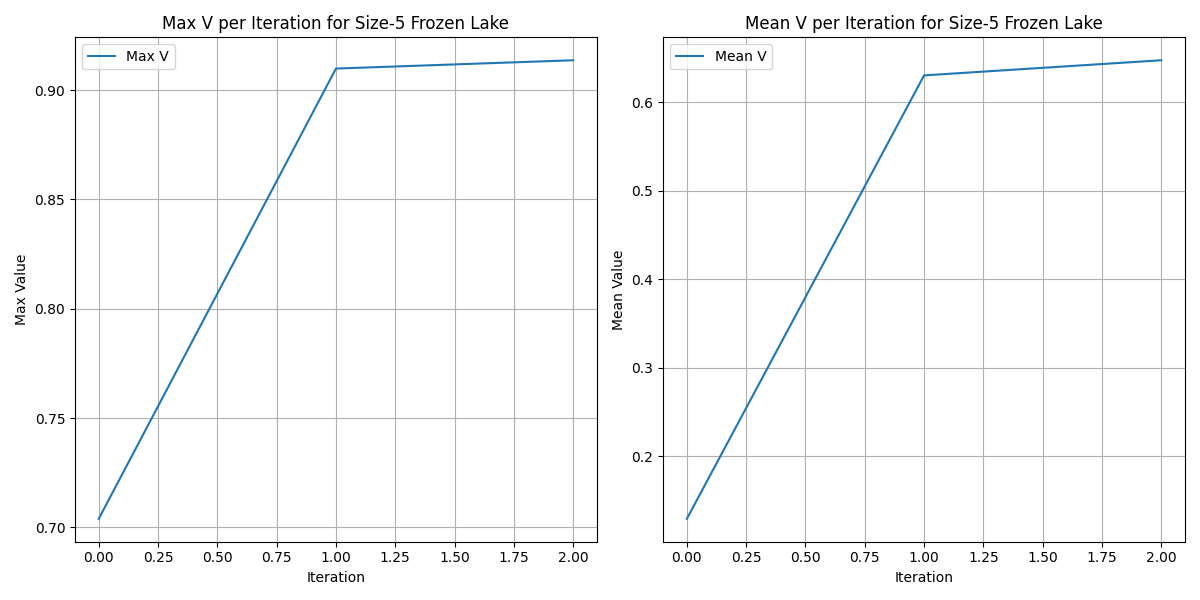 Max V per Iteration for Size-5 Frozen Lake
Max V
Max Value
0.90
0.85
0.80
0.75
0.70
0.00 0.25 0.50 0.75 1.00 1.25 1.50 1.75 2.00
Iteration
Mean V per Iteration for Size-5 Frozen Lake
Mean V
Mean Value
0.6
0.5
0.4
0.3
0.2
0.00 0.25 0.50 0.75 1.00 1.25 1.50 1.75 2.00
Iteration